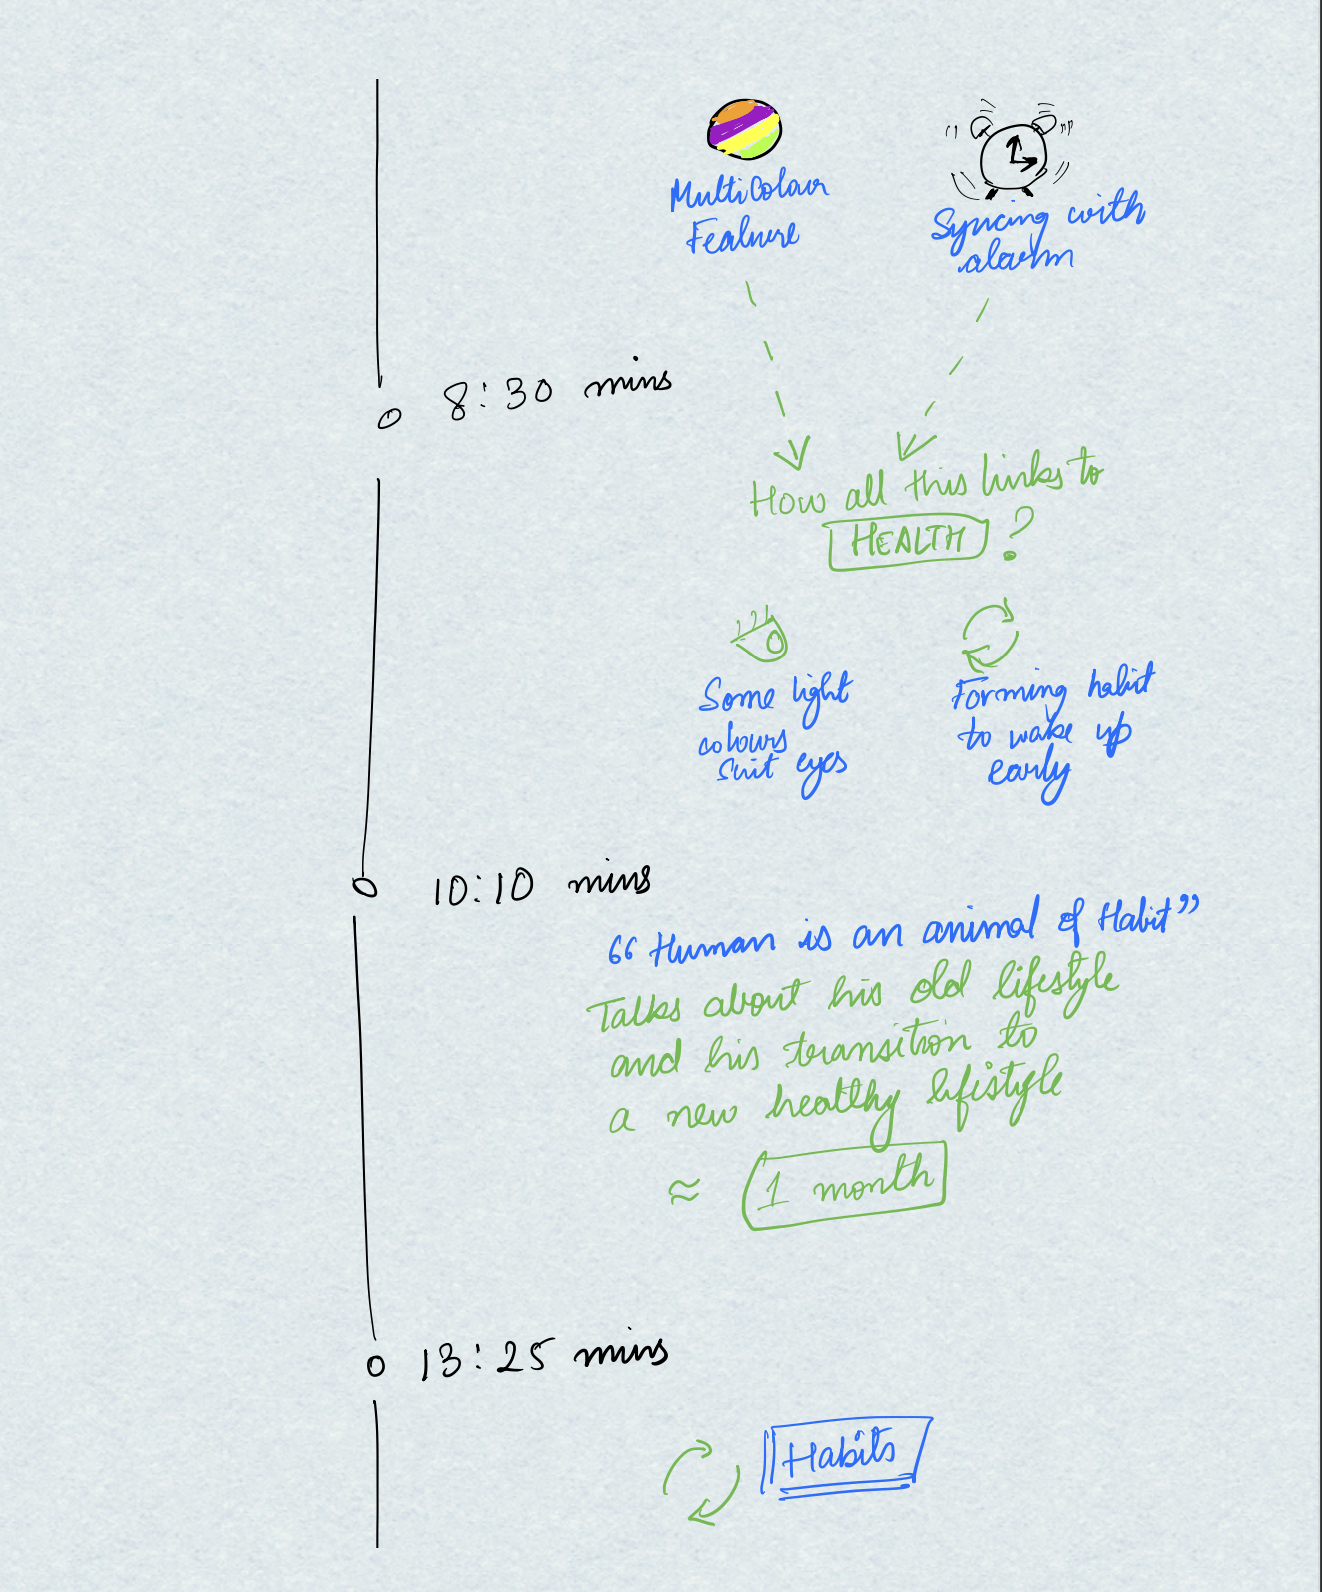 MultiColour
Feature
Syncing with
alarm
8:30 mins
How all this links to
HEALTH ?
Some light
colours
suit eyes
Forming habit
to wake up
early
10:10 mins
“Human is an animal of Habit”
Talks about his old lifestyle
and his transition to
a new healthy lifestyle
≈ 1 month
13:25 mins
Habits